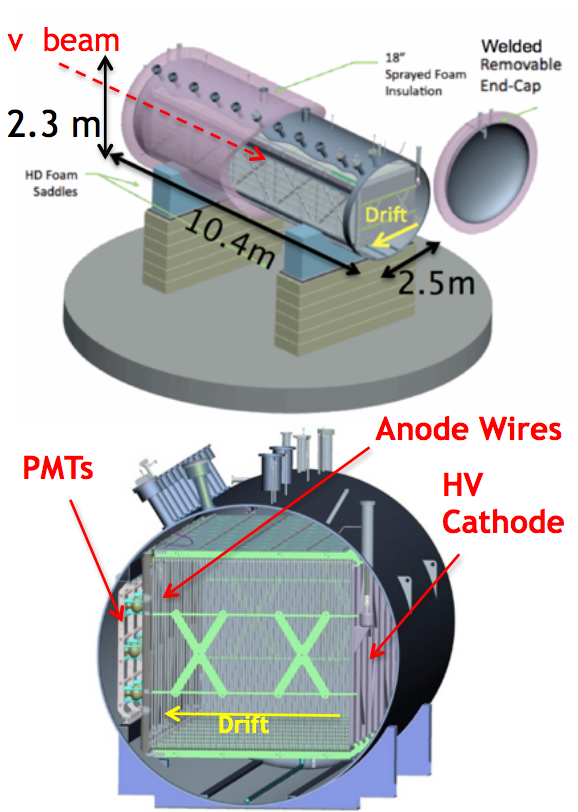 ν beam
18"
Sprayed Foam
Insulation
Welded
Removable
End-Cap
2.3 m
HD Foam
Saddles
Drift
10.4m
2.5m
Anode Wires
PMTs
HV
Cathode
Drift